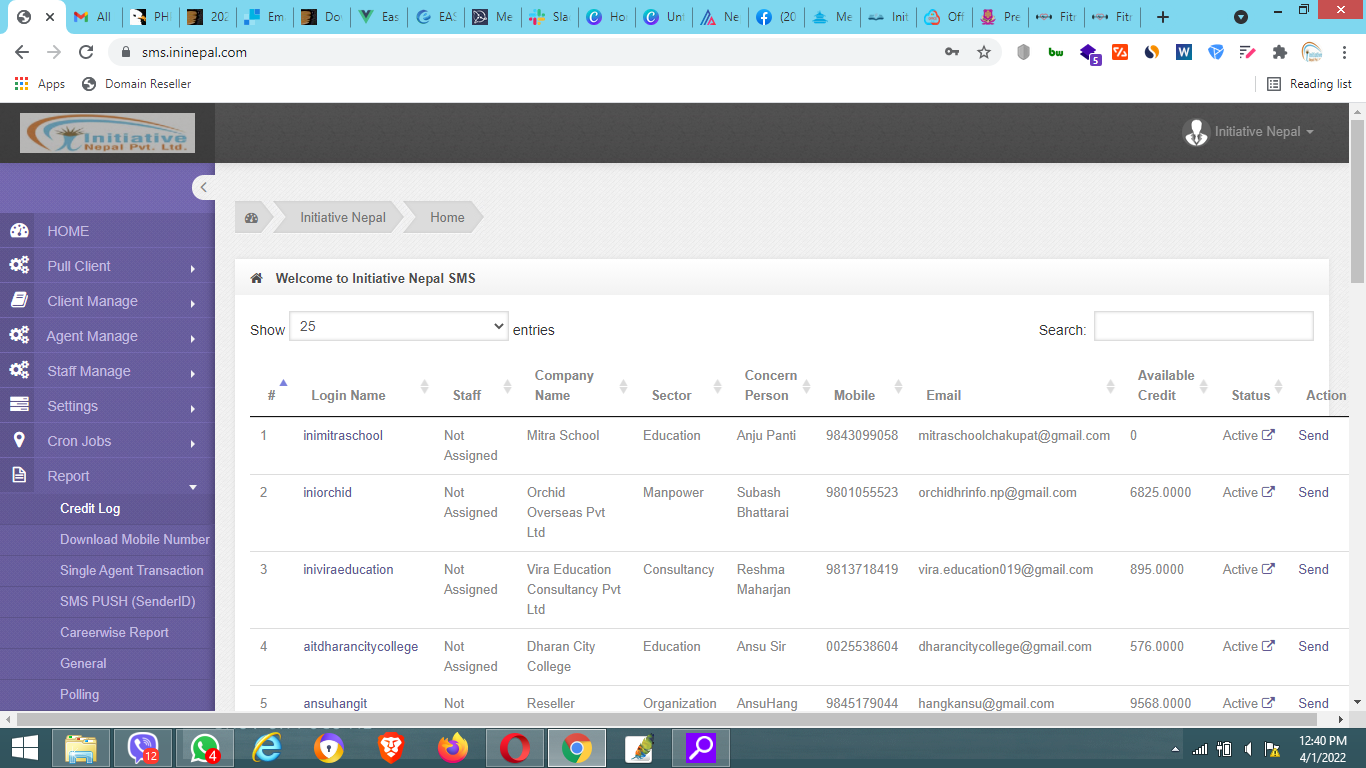 All
PH
202
Em
Do
Eas
EAS
Me
Sla
Ho
Un
Ne
(20
Me
Init
Off
Pre
Fitr
Fitr
sms.ininepal.com
bw
5
W
Apps
Domain Reseller
Reading list
Initiative
Nepal Pvt. Ltd.
Initiative Nepal
HOME
Pull Client
Client Manage
Agent Manage
Staff Manage
Settings
Cron Jobs
Report
Credit Log
Download Mobile Number
Single Agent Transaction
SMS PUSH (SenderID)
Careerwise Report
General
Polling
Initiative Nepal Home
Welcome to Initiative Nepal SMS
Show 25 entries Search:
# Login Name Staff Company Name Sector Concern Person Mobile Email Available Credit Status Action
1 inimitraschool Not Assigned Mitra School Education Anju Panti 9843099058 mitraschoolchakupat@gmail.com 0 Active Send
2 iniorchid Not Assigned Orchid Overseas Pvt Ltd Manpower Subash Bhattarai 9801055523 orchidhrinfo.np@gmail.com 6825.0000 Active Send
3 iniviraeducation Not Assigned Vira Education Consultancy Pvt Ltd Consultancy Reshma Maharjan 9813718419 vira.education019@gmail.com 895.0000 Active Send
4 aitdharancitycollege Not Assigned Dharan City College Education Ansu Sir 0025538604 dharancitycollege@gmail.com 576.0000 Active Send
5 ansuhangit Not Reseller Organization AnsuHang 9845179044 hangkansu@gmail.com 9568.0000 Active Send
12
4
12:40 PM
4/1/2022